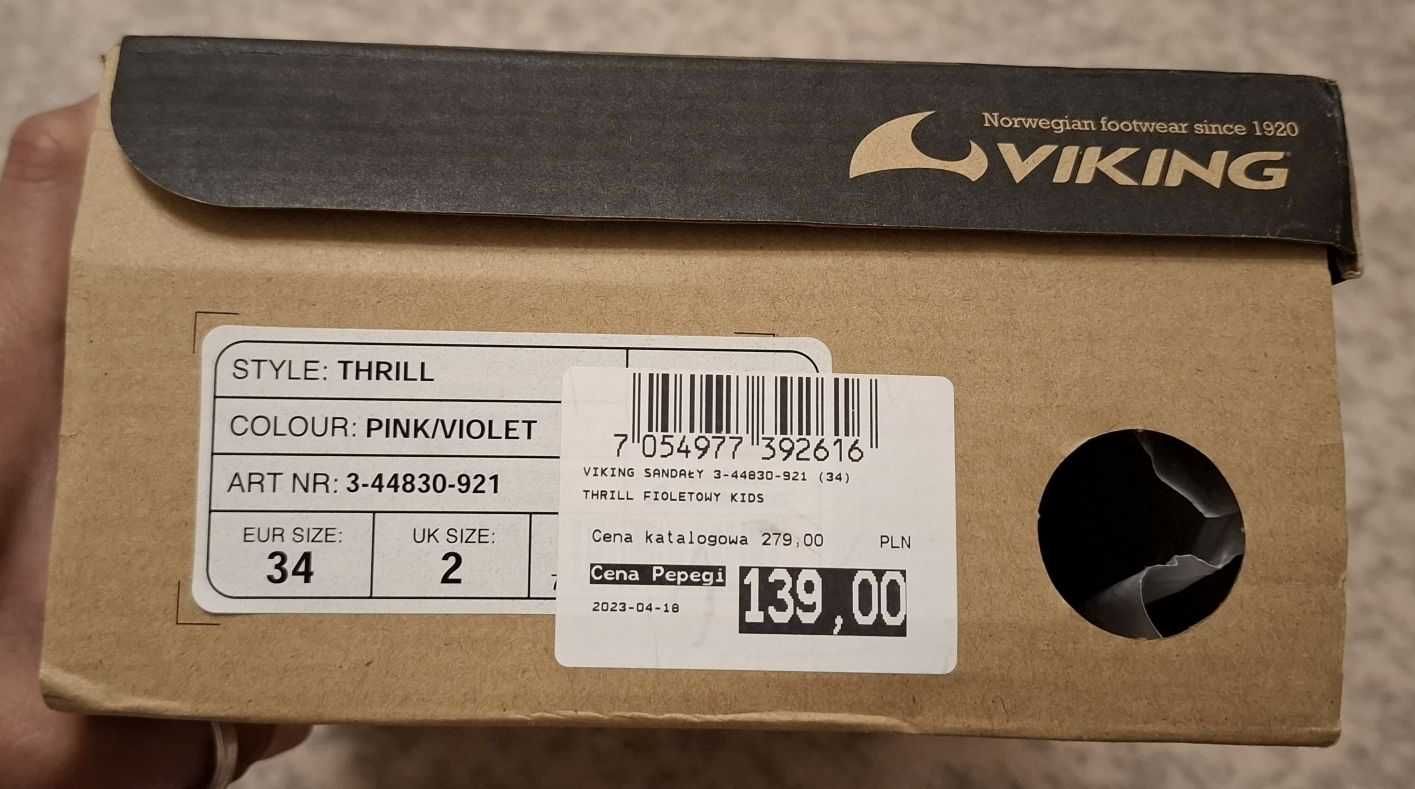 Norwegian footwear since 1920
VIKING
STYLE: THRILL
COLOUR: PINK/VIOLET
ART NR: 3-44830-921
EUR SIZE:
34
UK SIZE:
2
7 054977 392616
VIKING SANDAŁY 3-44830-921 (34)
THRILL FIOLETOWY KIDS
Cena katalogowa 279,00 PLN
Cena Pepegi 139,00
2023-04-18